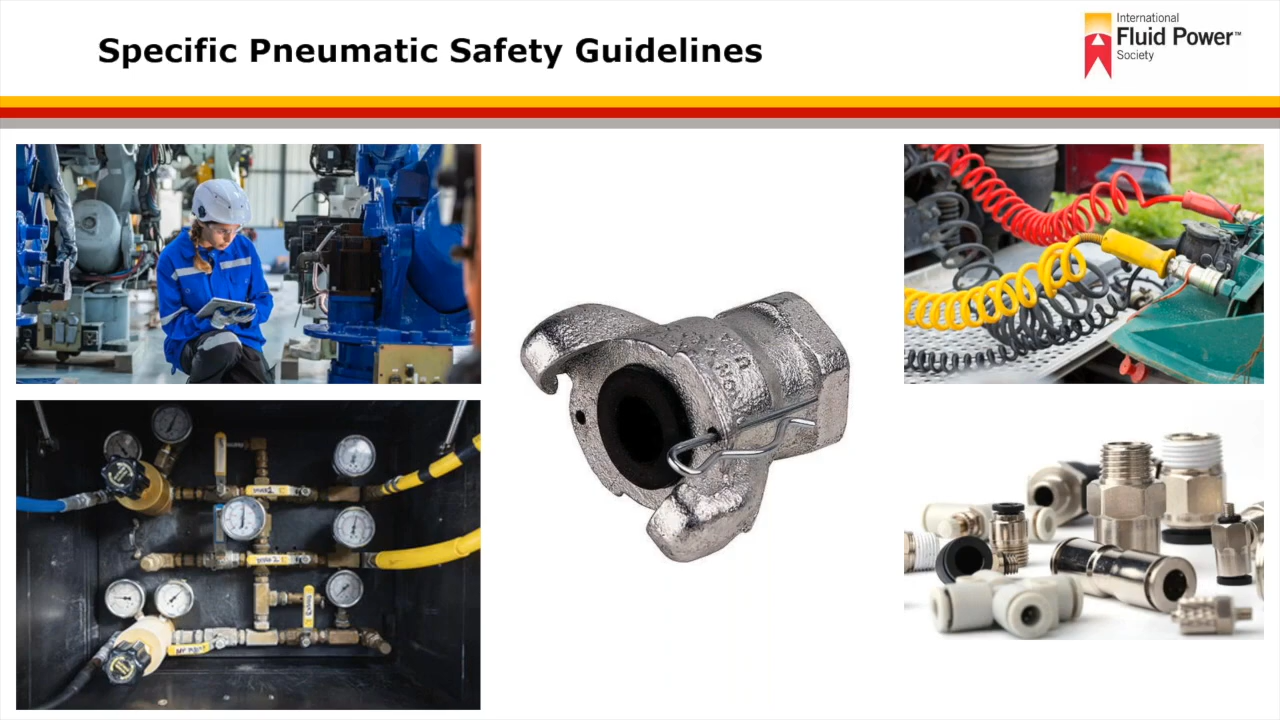 Specific Pneumatic Safety Guidelines
International
Fluid Power™
Society